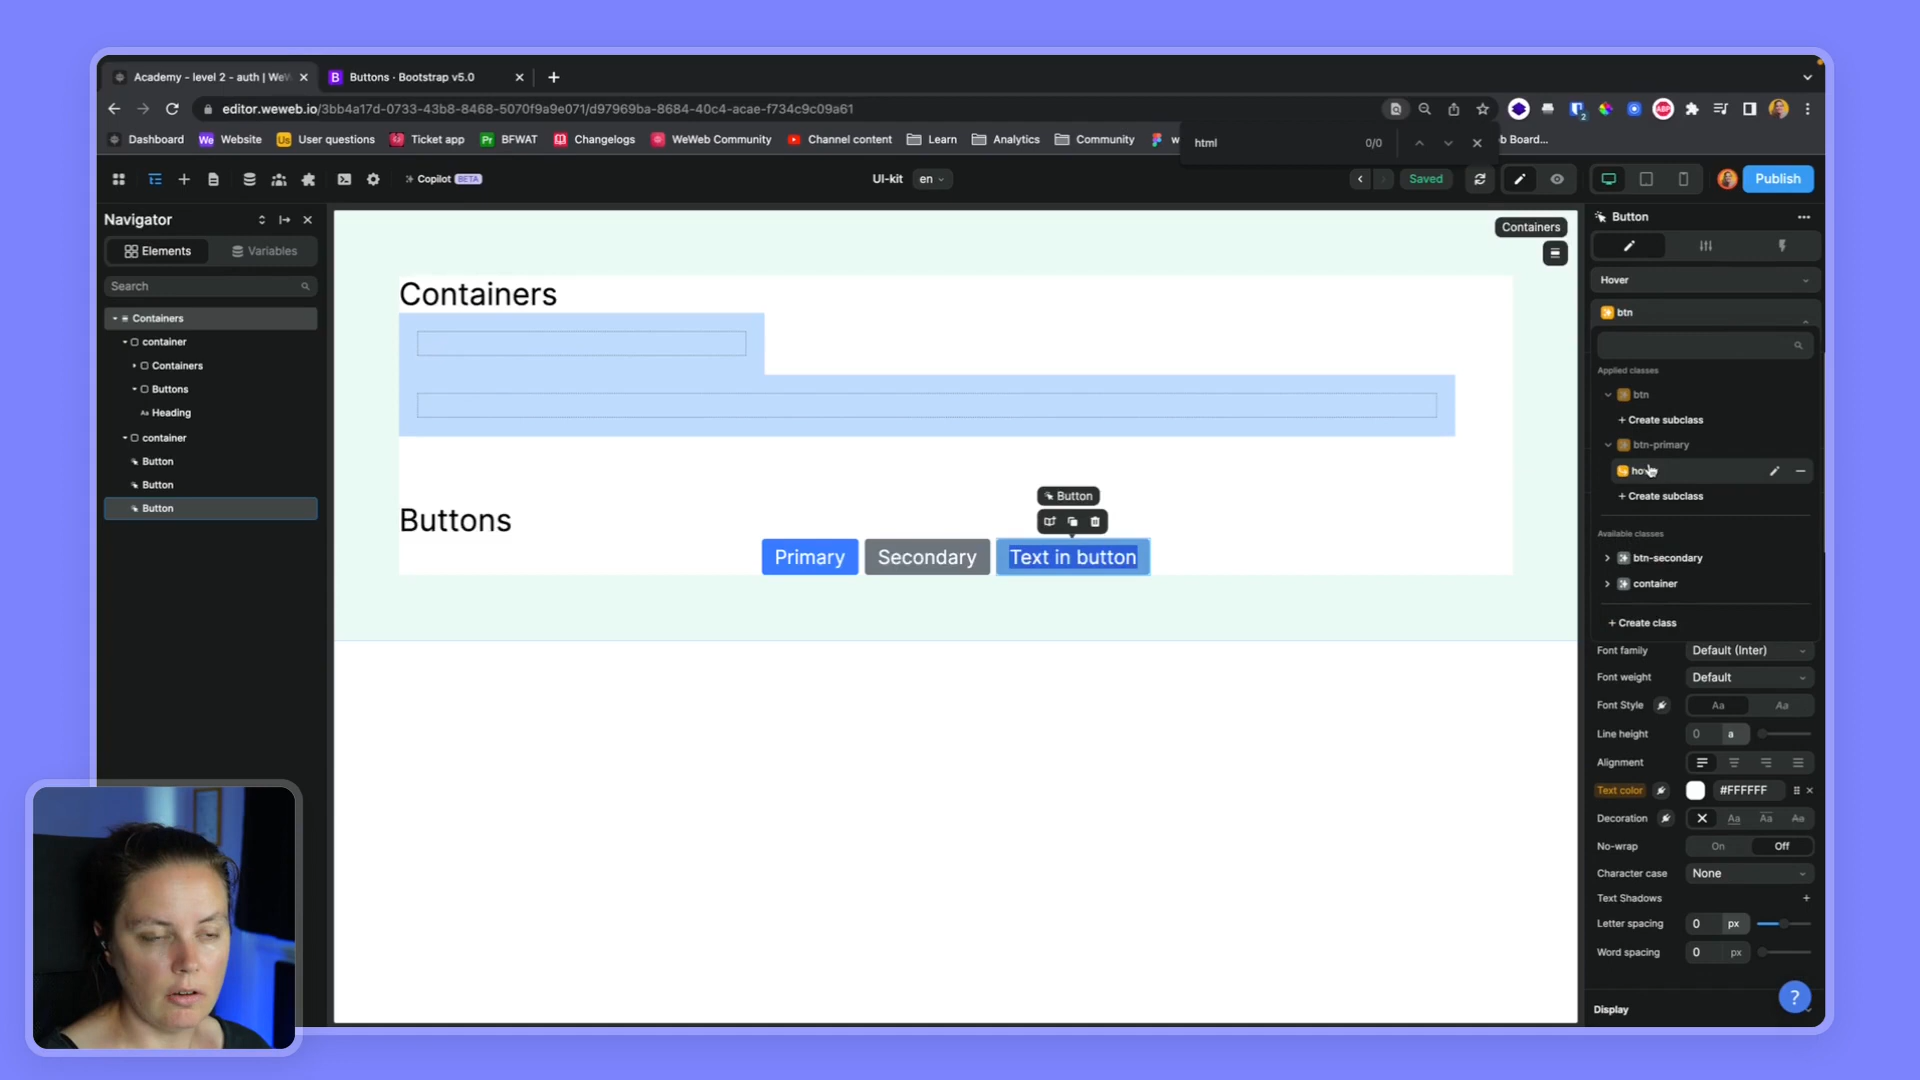 Academy - level 2 - auth | WeW
Buttons · Bootstrap v5.0
editor.weweb.io/3bb4a17d-0733-43b8-8468-5070f9a9e071/d97969ba-8684-40c4-acae-f734c9c09a61
Dashboard
We Website
Us User questions
Ticket app
Pr BFWAT
Changelogs
WeWeb Community
Channel content
Learn
Analytics
Community
html
0/0
b Board...
Copilot BETA
UI-kit
en
Saved
Publish
Navigator
Elements
Variables
Search
Containers
container
Containers
Buttons
Aa Heading
container
Button
Button
Button
Containers
Containers
Buttons
Button
Primary
Secondary
Text in button
Button
Hover
btn
Applied classes
btn
+ Create subclass
btn-primary
+ Create subclass
Available classes
btn-secondary
container
+ Create class
Font family
Default (Inter)
Font weight
Default
Font Style
Aa
Aa
Line height
0
a
Alignment
Text color
#FFFFFF
Decoration
Aa
Aa
Aa
No-wrap
On
Off
Character case
None
Text Shadows
+
Letter spacing
0
px
Word spacing
0
px
Display
?